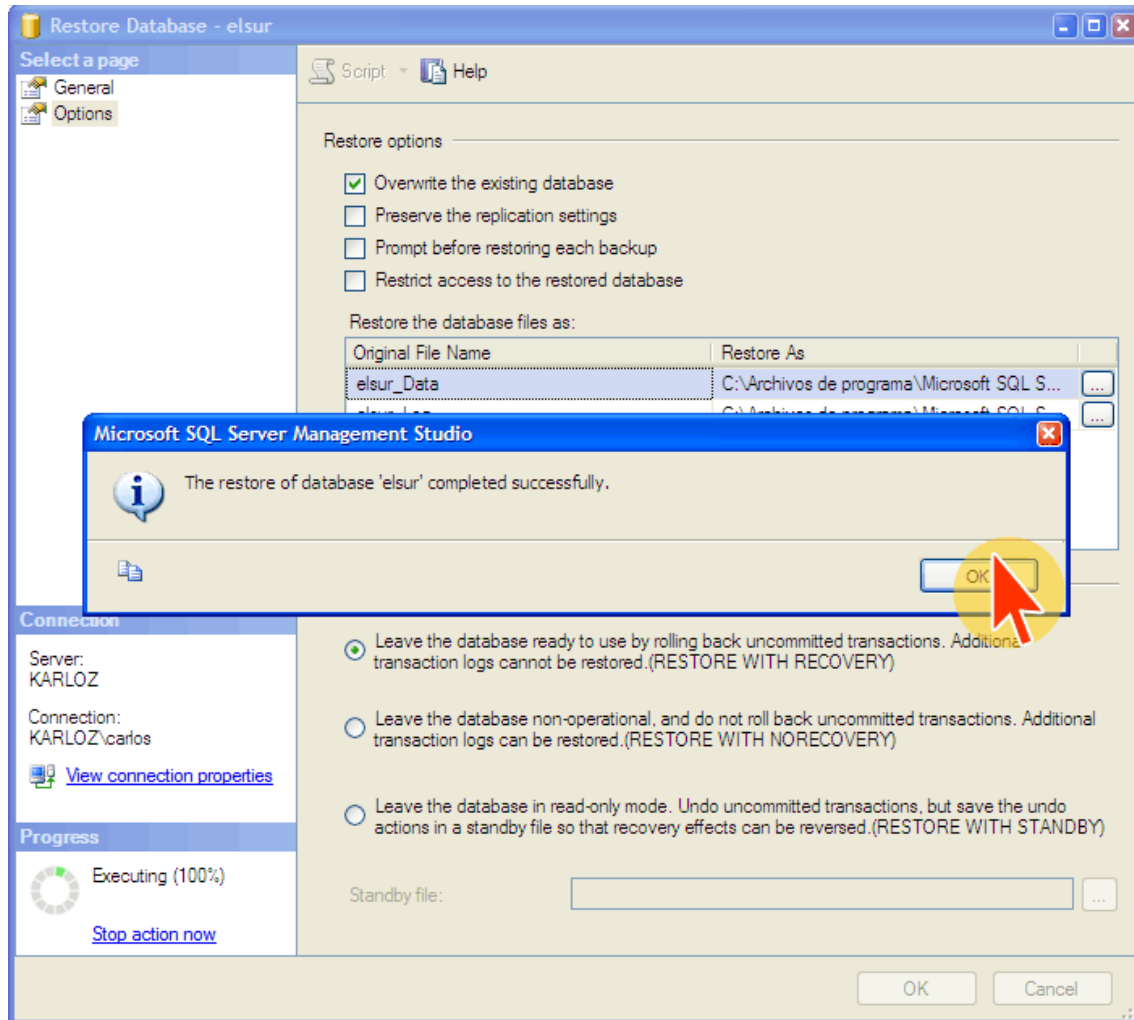 Restore Database - elsur
Select a page
General
Options
Script
Help
Restore options
Overwrite the existing database
Preserve the replication settings
Prompt before restoring each backup
Restrict access to the restored database
Restore the database files as:
Original File Name
Restore As
elsur_Data
C:\Archivos de programa\Microsoft SQL S...
...
...
Microsoft SQL Server Management Studio
The restore of database 'elsur' completed successfully.
OK
Leave the database ready to use by rolling back uncommitted transactions. Additional
transaction logs cannot be restored.(RESTORE WITH RECOVERY)
Leave the database non-operational, and do not roll back uncommitted transactions. Additional
transaction logs can be restored.(RESTORE WITH NORECOVERY)
Leave the database in read-only mode. Undo uncommitted transactions, but save the undo
actions in a standby file so that recovery effects can be reversed.(RESTORE WITH STANDBY)
Standby file:
...
Connection
Server:
KARLOZ
Connection:
KARLOZ\carlos
View connection properties
Progress
Executing (100%)
Stop action now
OK
Cancel